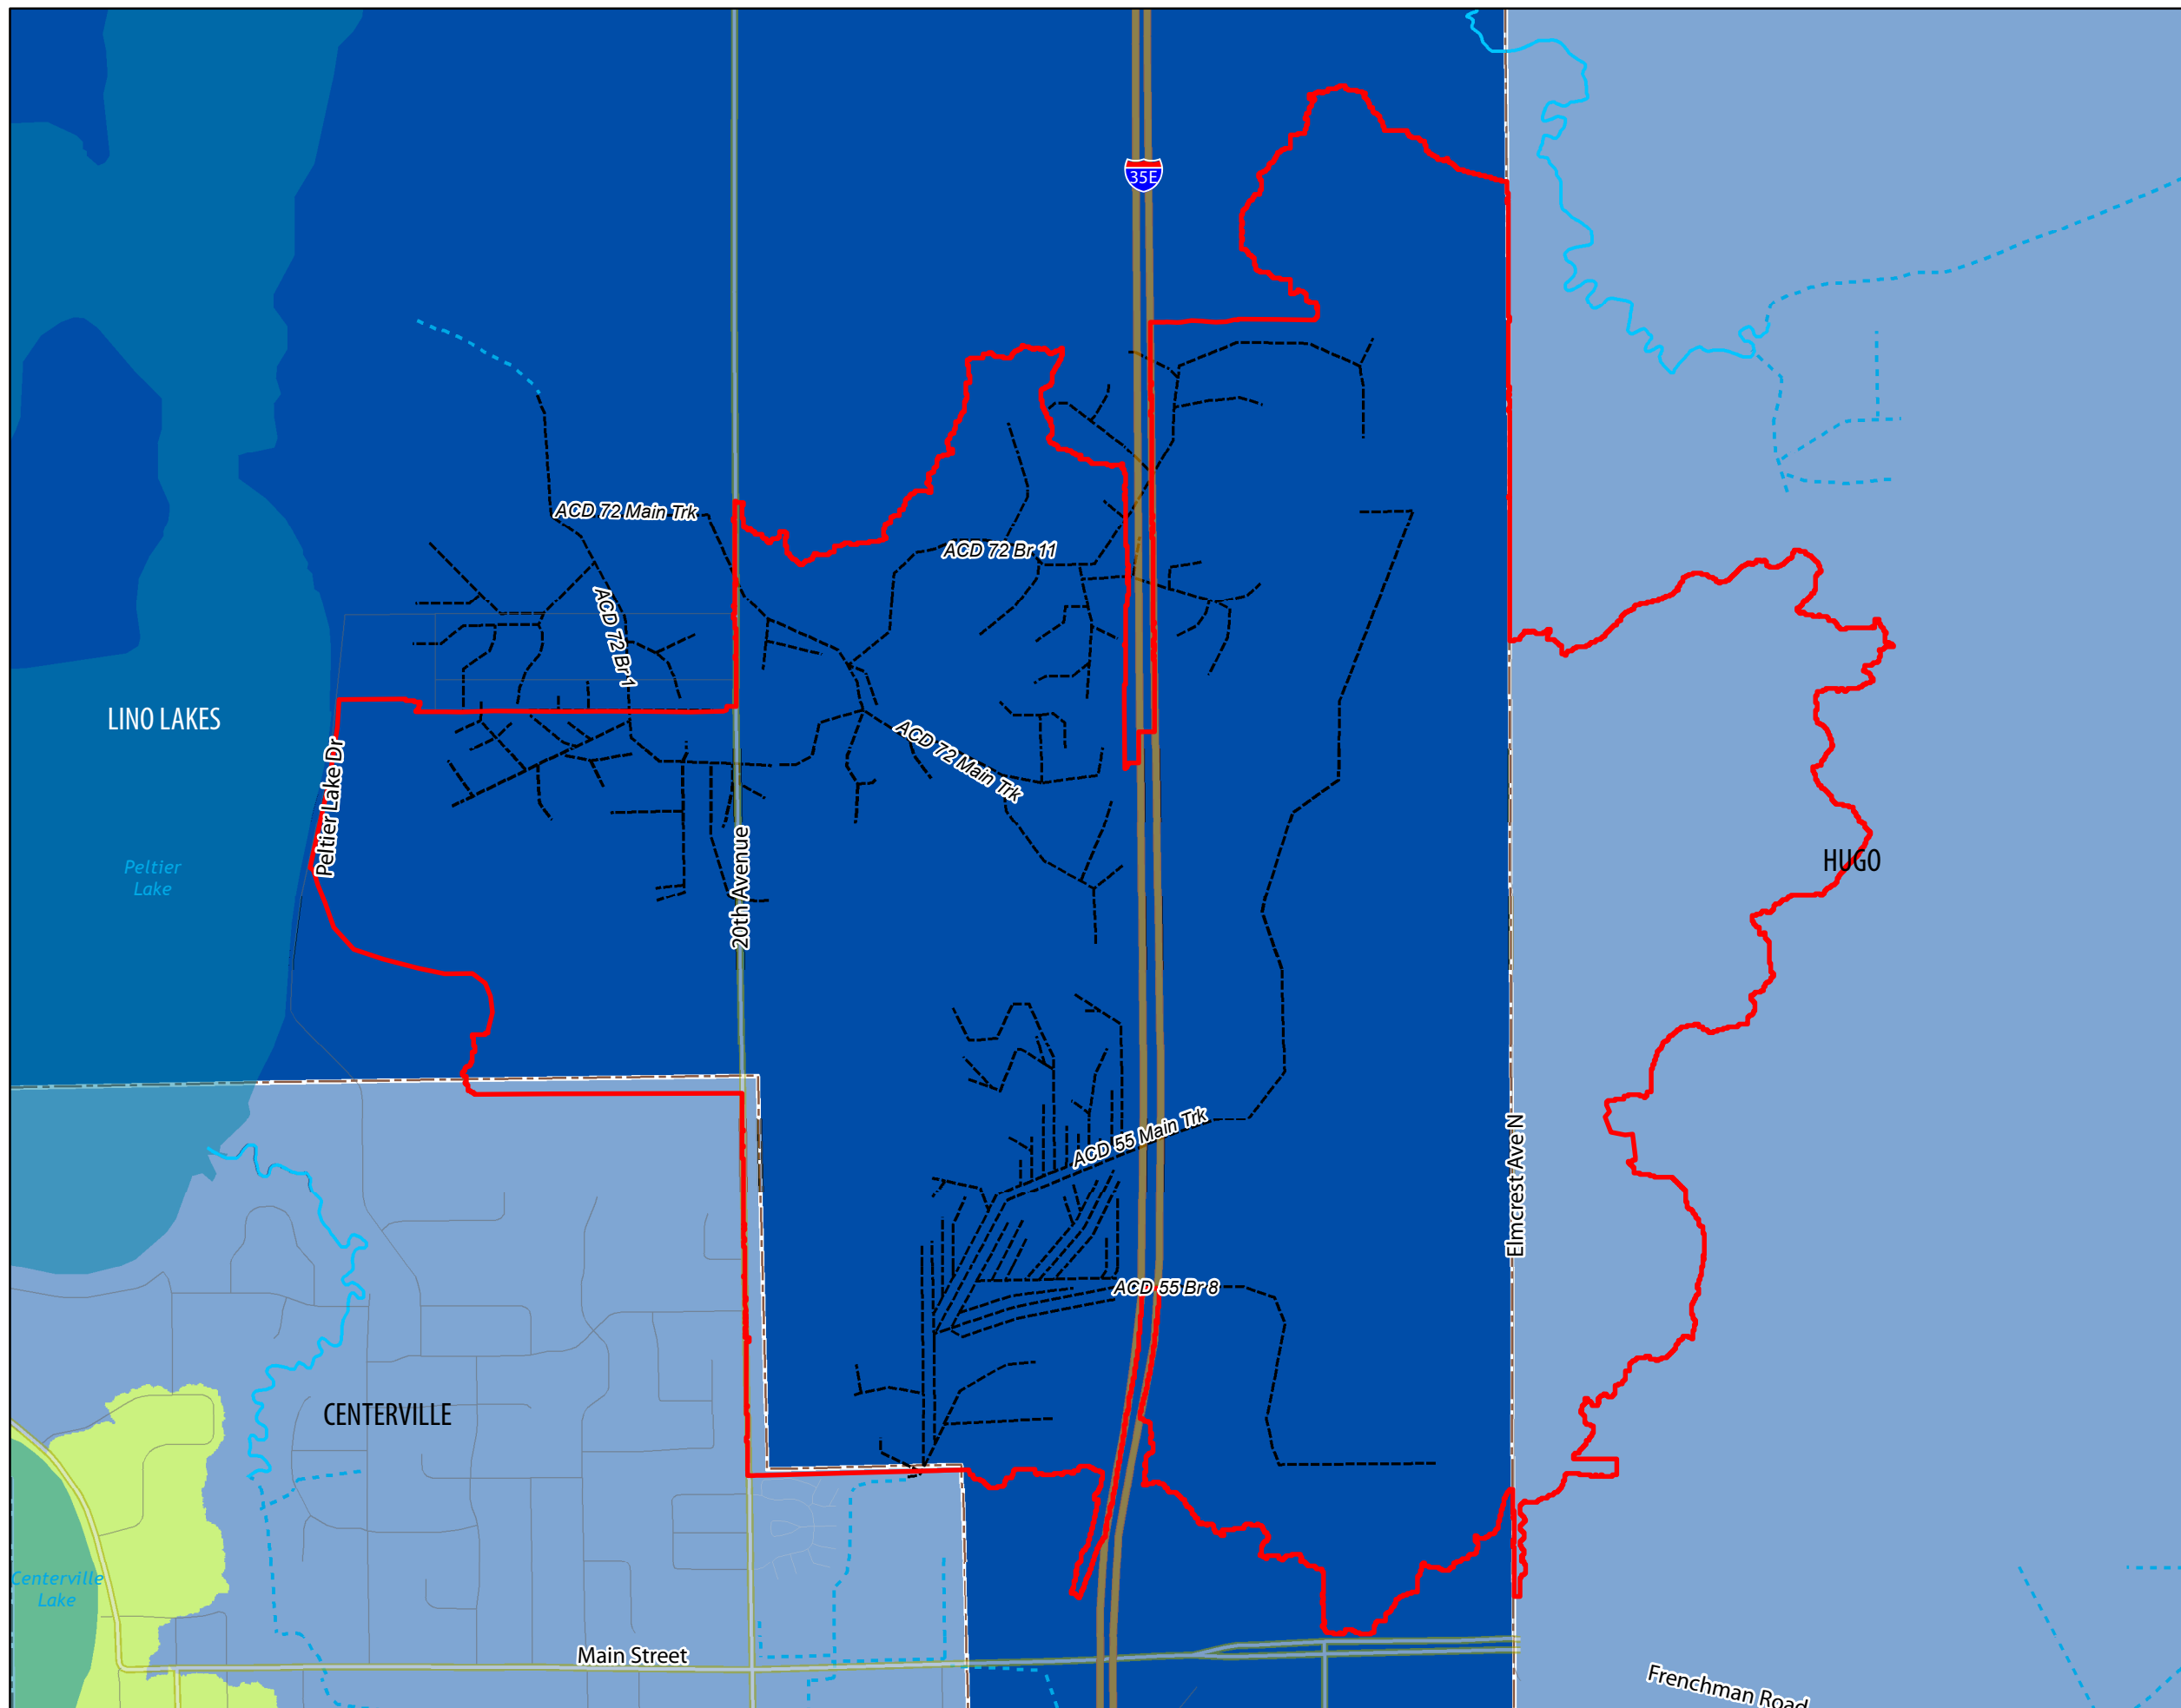 35E
ACD 72 Main Trk
ACD 72 Br 11
ACD 72 Br 1
LINO LAKES
Peltier Lake Dr
ACD 72 Main Trk
Peltier
Lake
20th Avenue
HUGO
ACD 55 Main Trk
Elmcrest Ave N
ACD 55 Br 8
CENTERVILLE
Centerville
Lake
Main Street
Frenchman Road